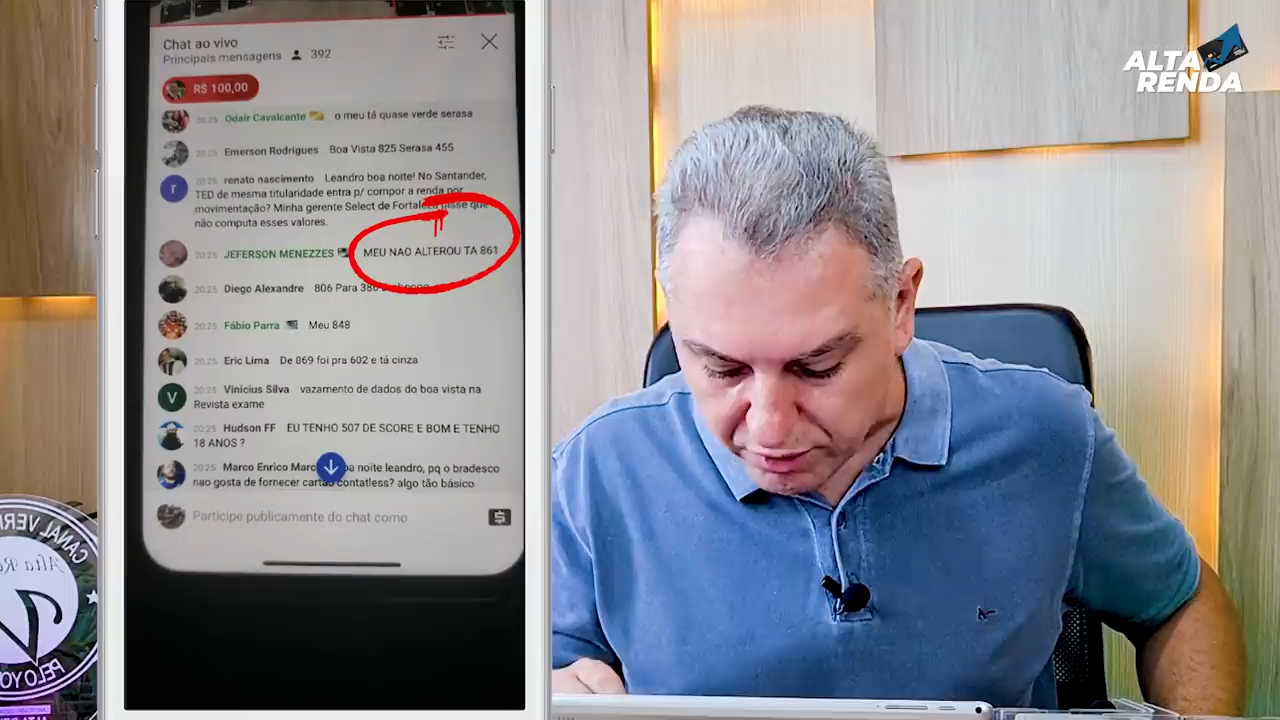 ALTA
RENDA
Chat ao vivo
Principais mensagens 392
R$ 100,00
20:25 Odair Cavalcante o meu tá quase verde serasa
20:25 Emerson Rodrigues Boa Vista 825 Serasa 455
r
20:25 renato nascimento Leandro boa noite! No Santander,
TED de mesma titularidade entra p/ compor a renda por
movimentação? Minha gerente Select de Fortaleza disse que
não computa esses valores.
20:25 JEFERSON MENEZZES MEU NAO ALTEROU TA 861
20:25 Diego Alexandre 806 Para 386
20:25 Fábio Parra Meu 848
20:25 Eric Lima De 869 foi pra 602 e tá cinza
V
20:25 Vinicius Silva vazamento de dados do boa vista na
Revista exame
20:25 Hudson FF EU TENHO 507 DE SCORE E BOM E TENHO
18 ANOS ?
20:25 Marco Enrico noite leandro, pq o bradesco
nao gosta de fornecer cartão contatless? algo tão básico
Participe publicamente do chat como
CANAL
PELO